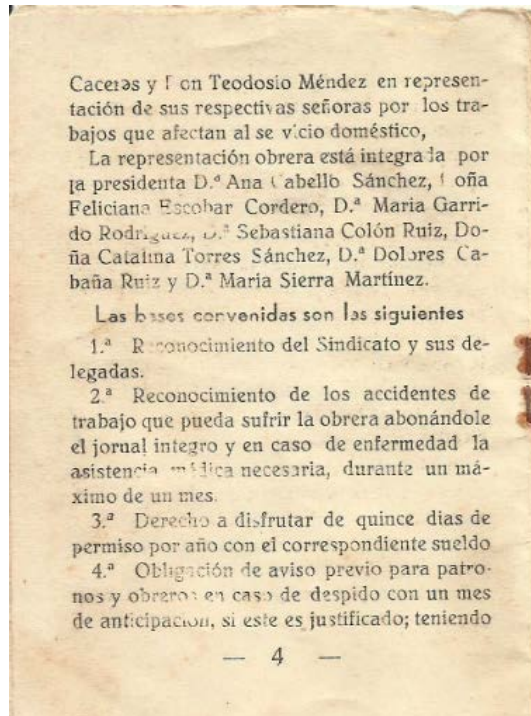 Caceres y Don Teodosio Méndez en represen-
tación de sus respectivas señoras por los tra-
bajos que afectan al se vicio doméstico,
La representación obrera está integrada por
la presidenta D.ª Ana Cabello Sánchez, Doña
Feliciana Escobar Cordero, D.ª Maria Garri-
do Rodriguez, D.ª Sebastiana Colón Ruiz, Do-
ña Catalina Torres Sánchez, D.ª Dolores Ca-
baña Ruiz y D.ª Maria Sierra Martínez.
Las bases convenidas son las siguientes
1.ª Reconocimiento del Sindicato y sus de-
legadas.
2.ª Reconocimiento de los accidentes de
trabajo que pueda sufrir la obrera abonándole
el jornal integro y en caso de enfermedad la
asistencia médica necesaria, durante un má-
ximo de un mes.
3.ª Derecho a disfrutar de quince dias de
permiso por año con el correspondiente sueldo
4.ª Obligación de aviso previo para patro-
nos y obreros en caso de despido con un mes
de anticipación, si este es justificado; teniendo
— 4 —